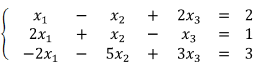 x₁ − x₂ + 2x₃ = 2
2x₁ + x₂ − x₃ = 1
−2x₁ − 5x₂ + 3x₃ = 3